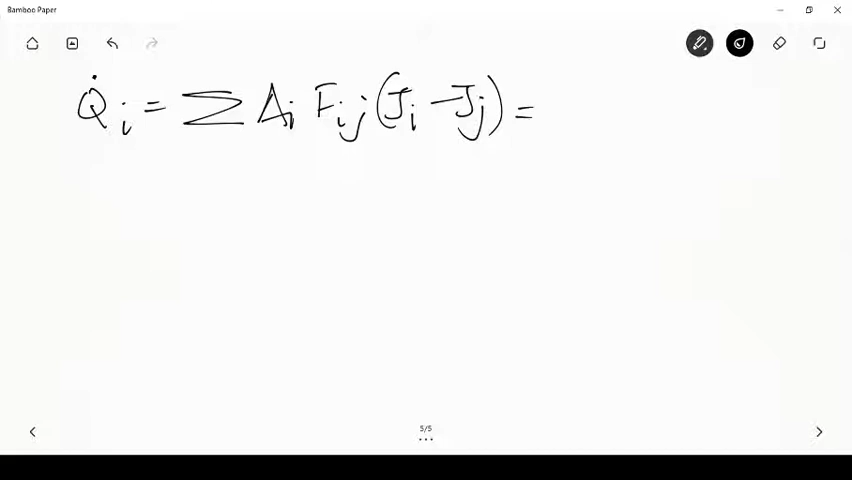 Bamboo Paper
Q̇ᵢ = ∑ Aᵢ Fᵢⱼ (Jᵢ − Jⱼ) =
5/5